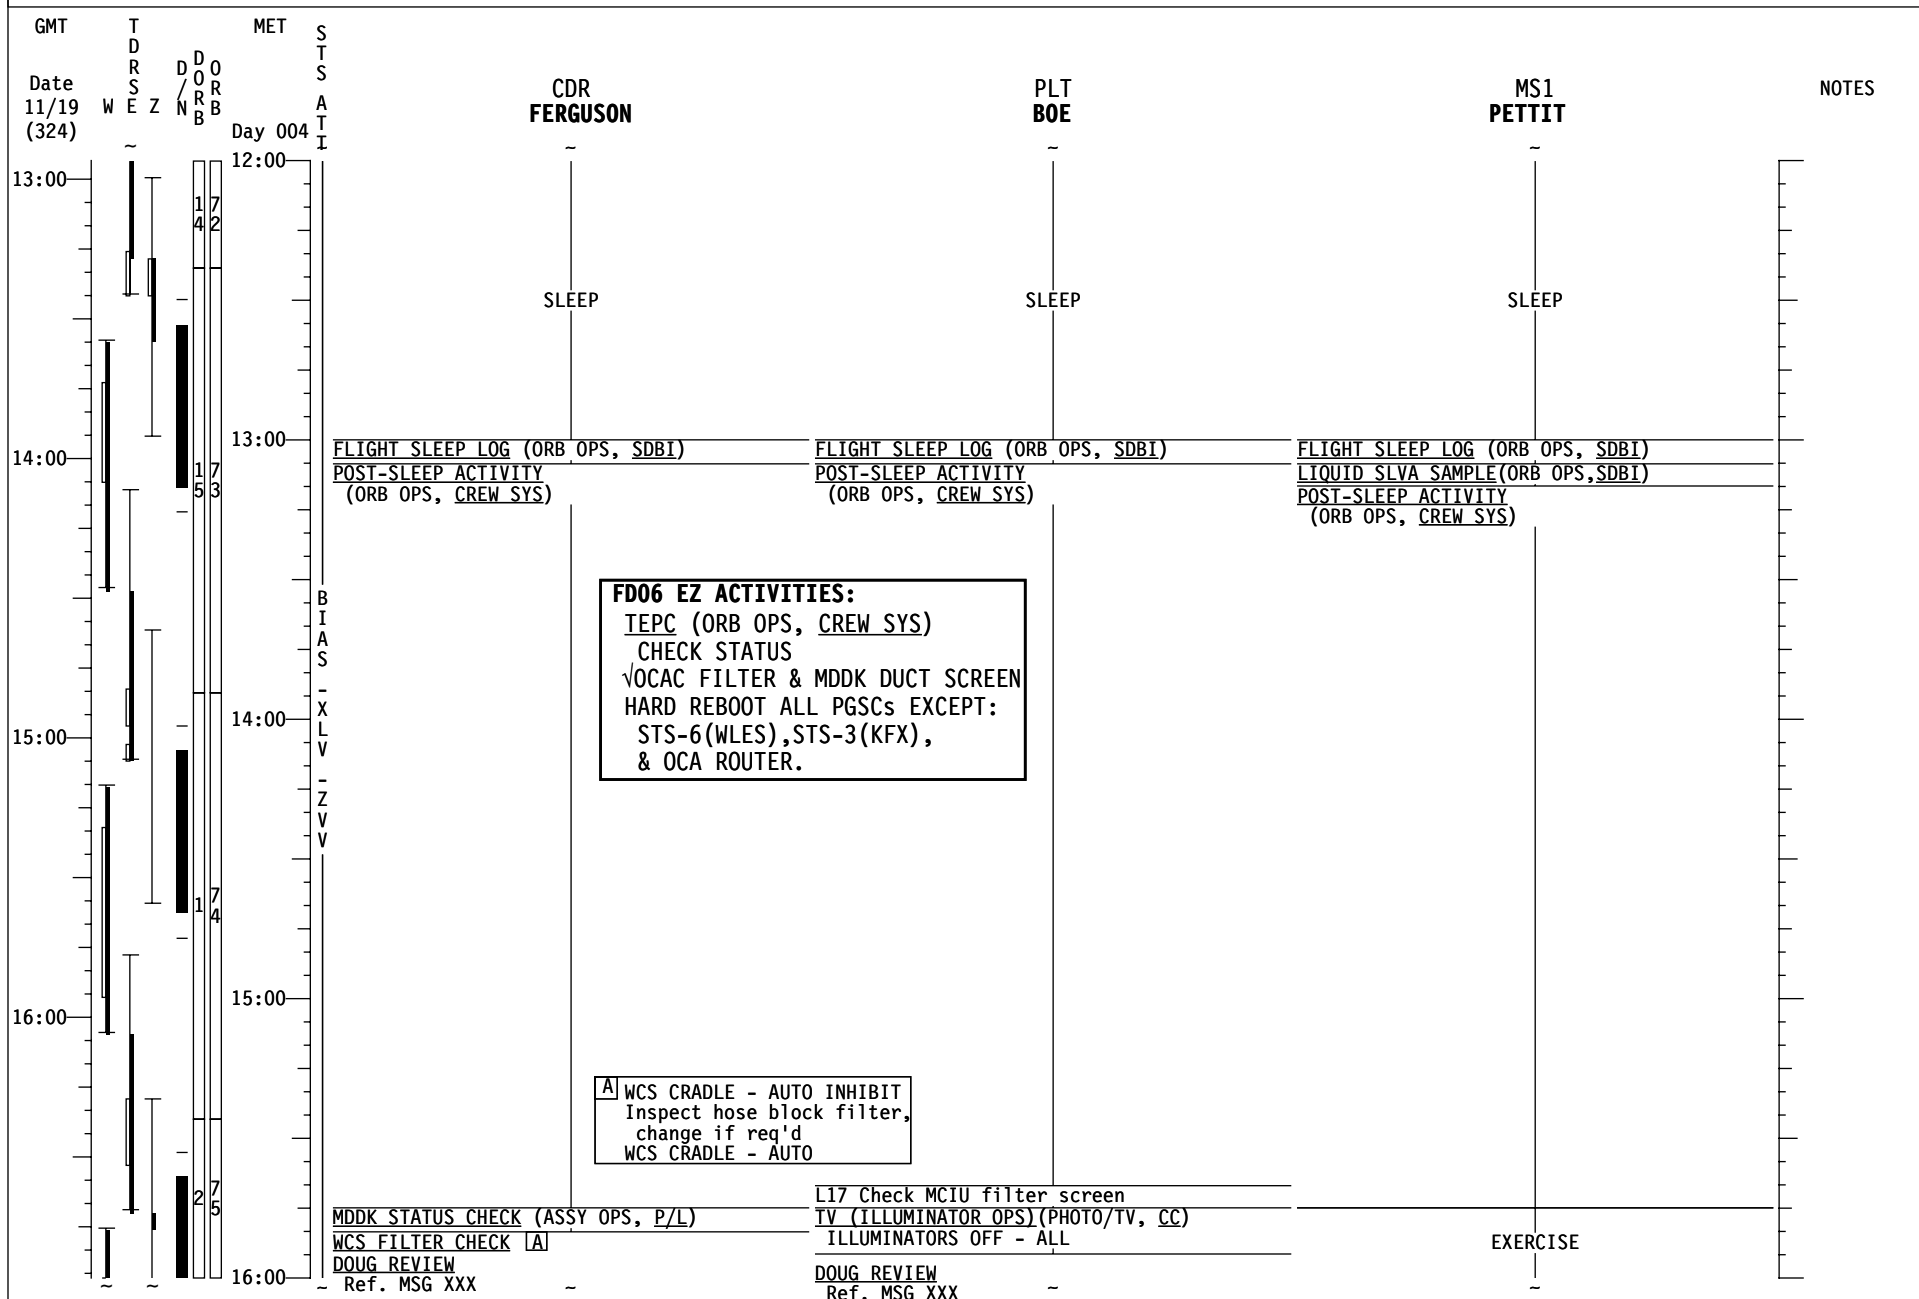 GMT
TDRS
MET
STS ATT
Date
11/19
(324)
W E Z
D/N
DORB
ORB
Day 004
CDR
FERGUSON
PLT
BOE
MS1
PETTIT
NOTES
~
~
~
~
12:00
13:00
14
72
SLEEP
SLEEP
SLEEP
13:00
14:00
15
73
FLIGHT SLEEP LOG (ORB OPS, SDBI)
POST-SLEEP ACTIVITY
(ORB OPS, CREW SYS)
FLIGHT SLEEP LOG (ORB OPS, SDBI)
POST-SLEEP ACTIVITY
(ORB OPS, CREW SYS)
FLIGHT SLEEP LOG (ORB OPS, SDBI)
LIQUID SLVA SAMPLE(ORB OPS,SDBI)
POST-SLEEP ACTIVITY
(ORB OPS, CREW SYS)
BIAS -XLV -ZVV
FD06 EZ ACTIVITIES:
TEPC (ORB OPS, CREW SYS)
CHECK STATUS
√OCAC FILTER & MDDK DUCT SCREEN
HARD REBOOT ALL PGSCs EXCEPT:
STS-6(WLES),STS-3(KFX),
& OCA ROUTER.
14:00
15:00
1
74
15:00
16:00
A
WCS CRADLE - AUTO INHIBIT
Inspect hose block filter,
change if req'd
WCS CRADLE - AUTO
2
75
MDDK STATUS CHECK (ASSY OPS, P/L)
WCS FILTER CHECK A
DOUG REVIEW
Ref. MSG XXX
L17 Check MCIU filter screen
TV (ILLUMINATOR OPS)(PHOTO/TV, CC)
ILLUMINATORS OFF - ALL
DOUG REVIEW
Ref. MSG XXX
EXERCISE
16:00
~ ~ ~ ~ ~ ~